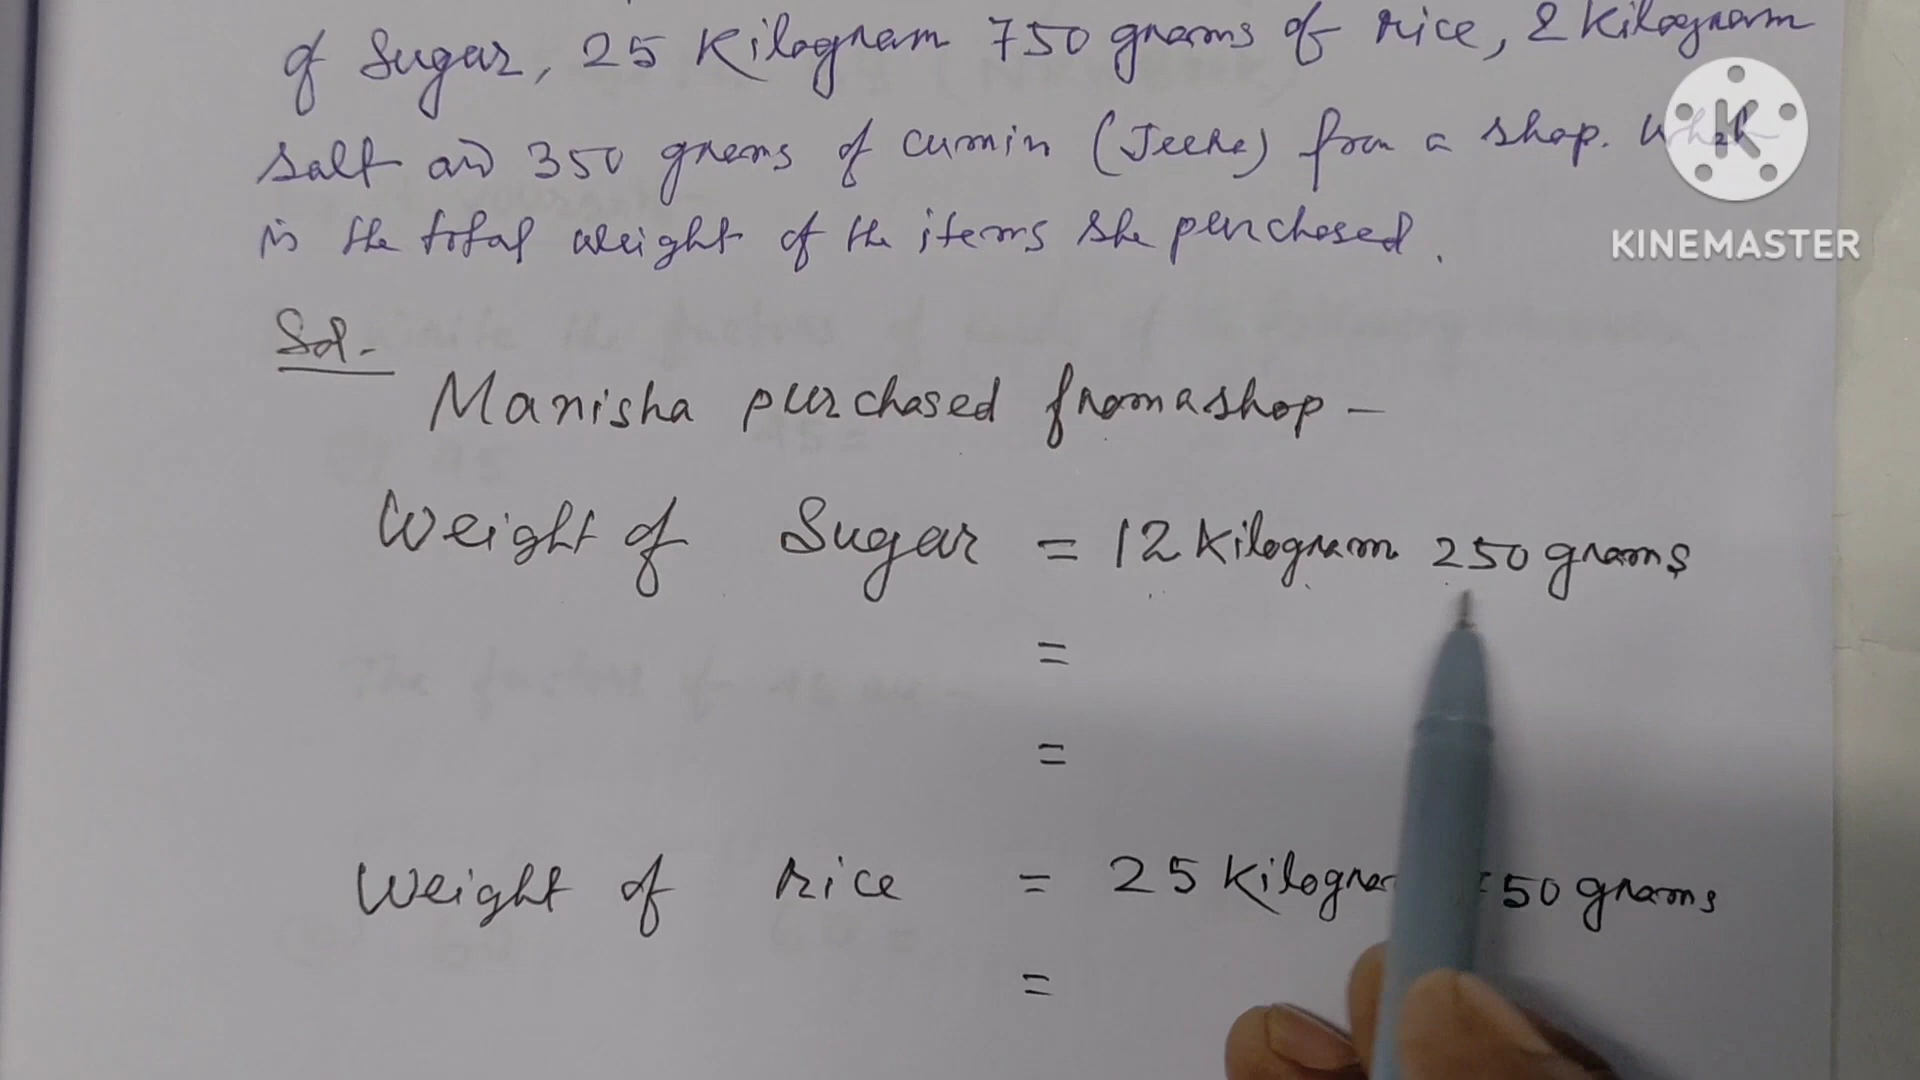 of Sugar, 25 Kilogram 750 grams of rice, 2 Kilogram
salt and 350 grams of cumin (Jeera) from a shop. What
is the total weight of the items she purchased.
Sol.
Manisha purchased from a shop -
Weight of Sugar = 12 Kilogram 250 grams
=
=
Weight of rice = 25 Kilogram 50 grams
=
KINEMASTER